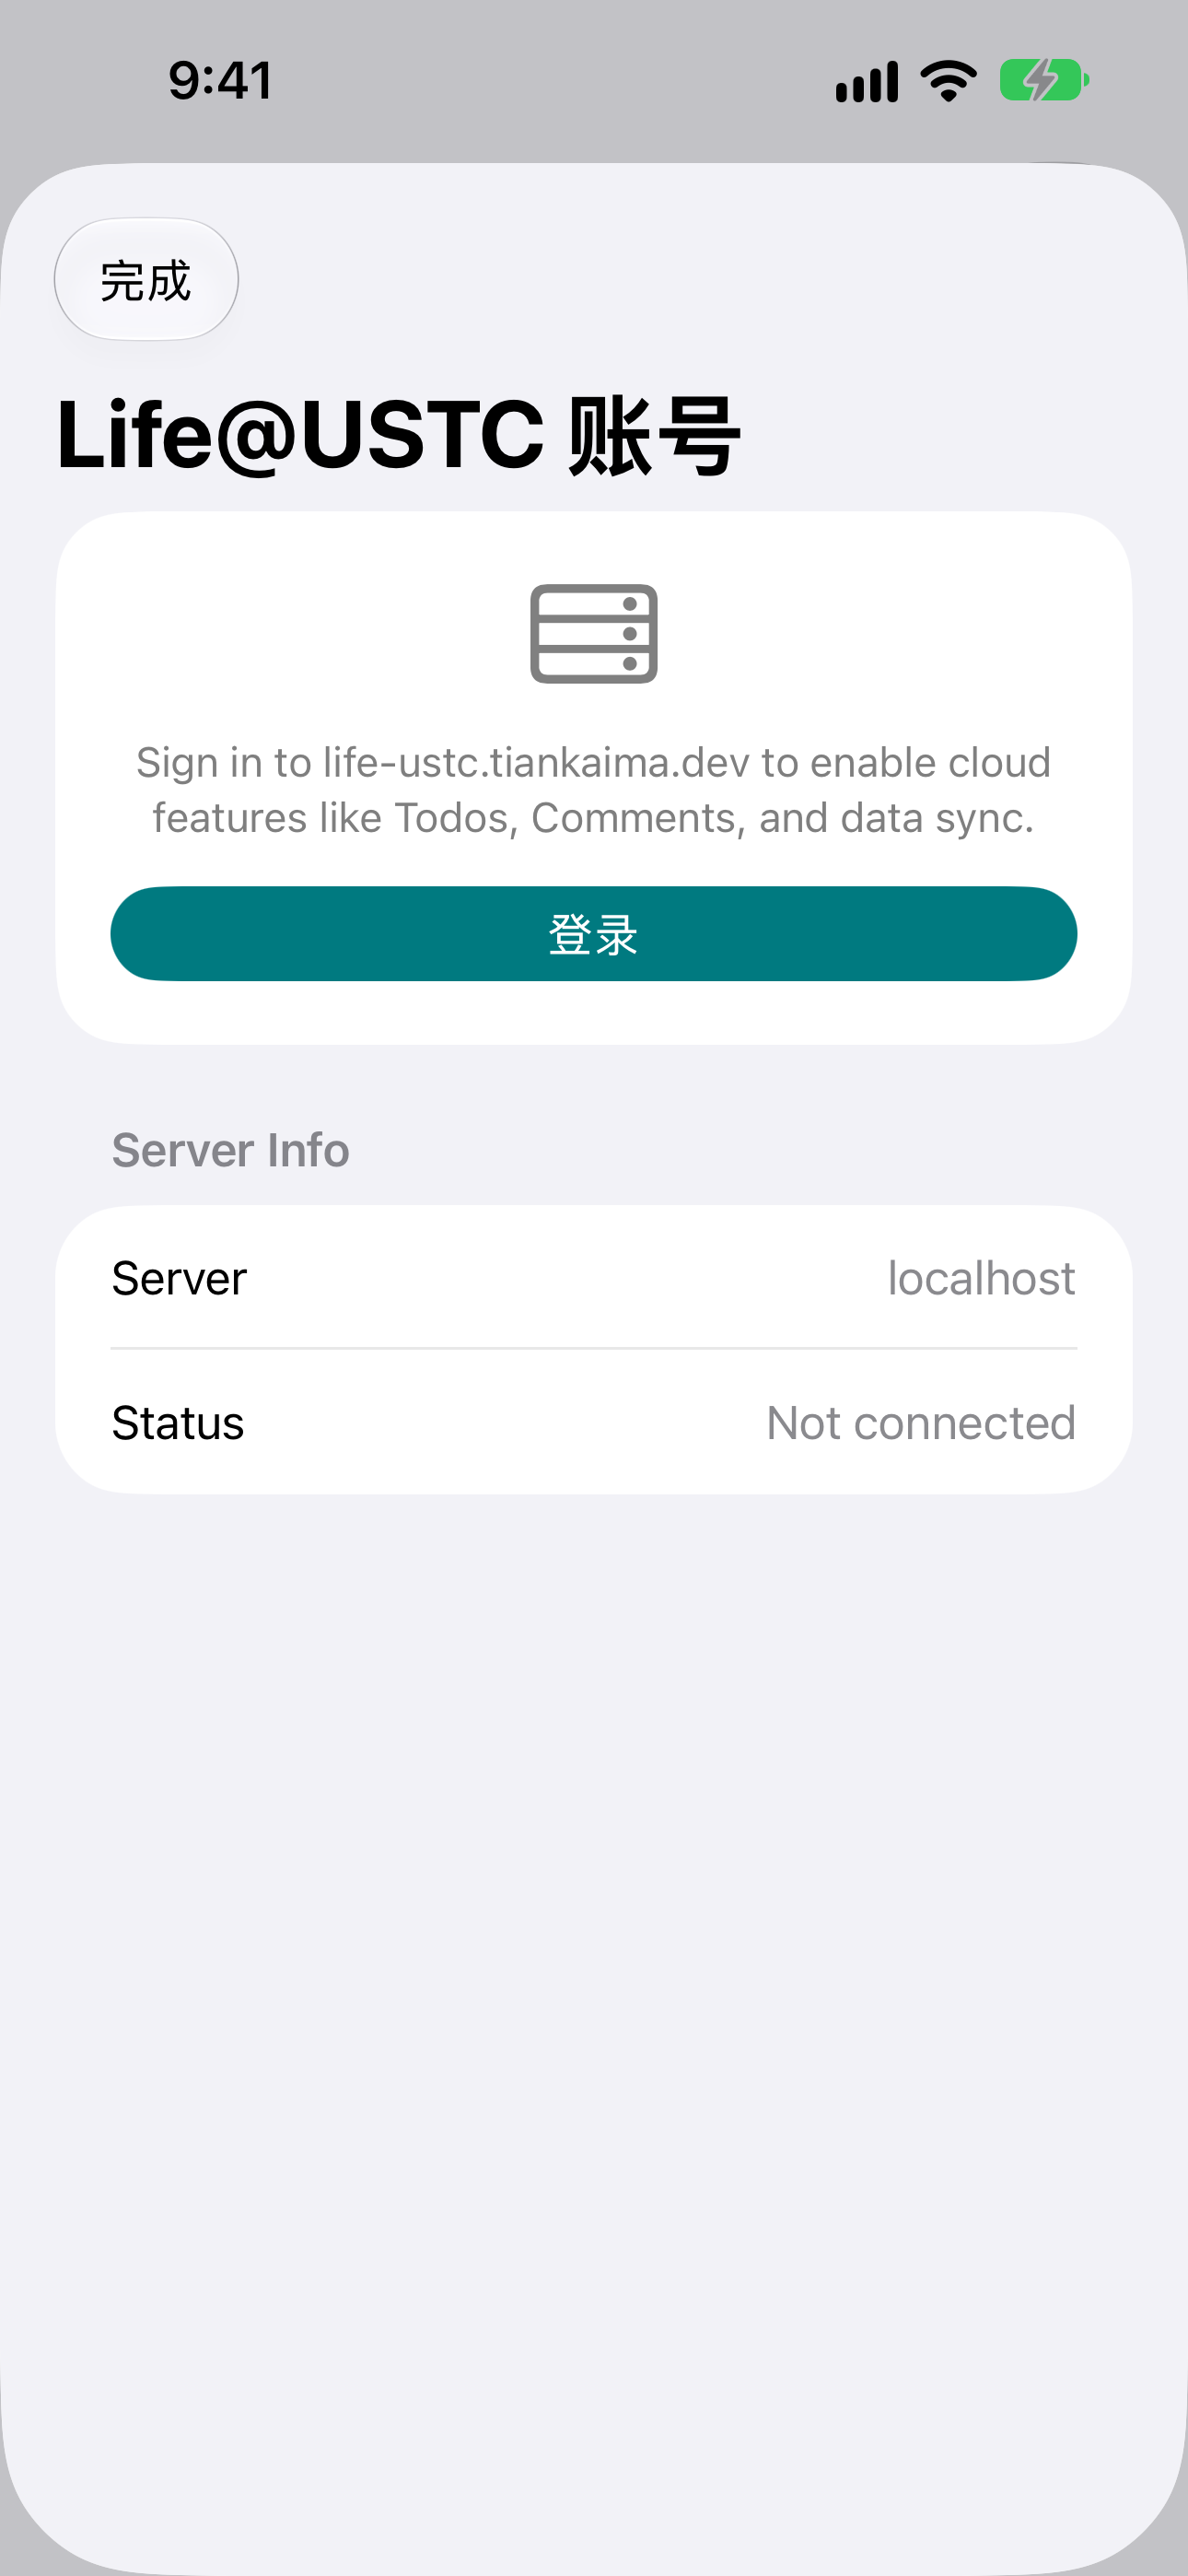 9:41
完成
Life@USTC 账号
Sign in to life-ustc.tiankaima.dev to enable cloud
features like Todos, Comments, and data sync.
登录
Server Info
Server localhost
Status Not connected